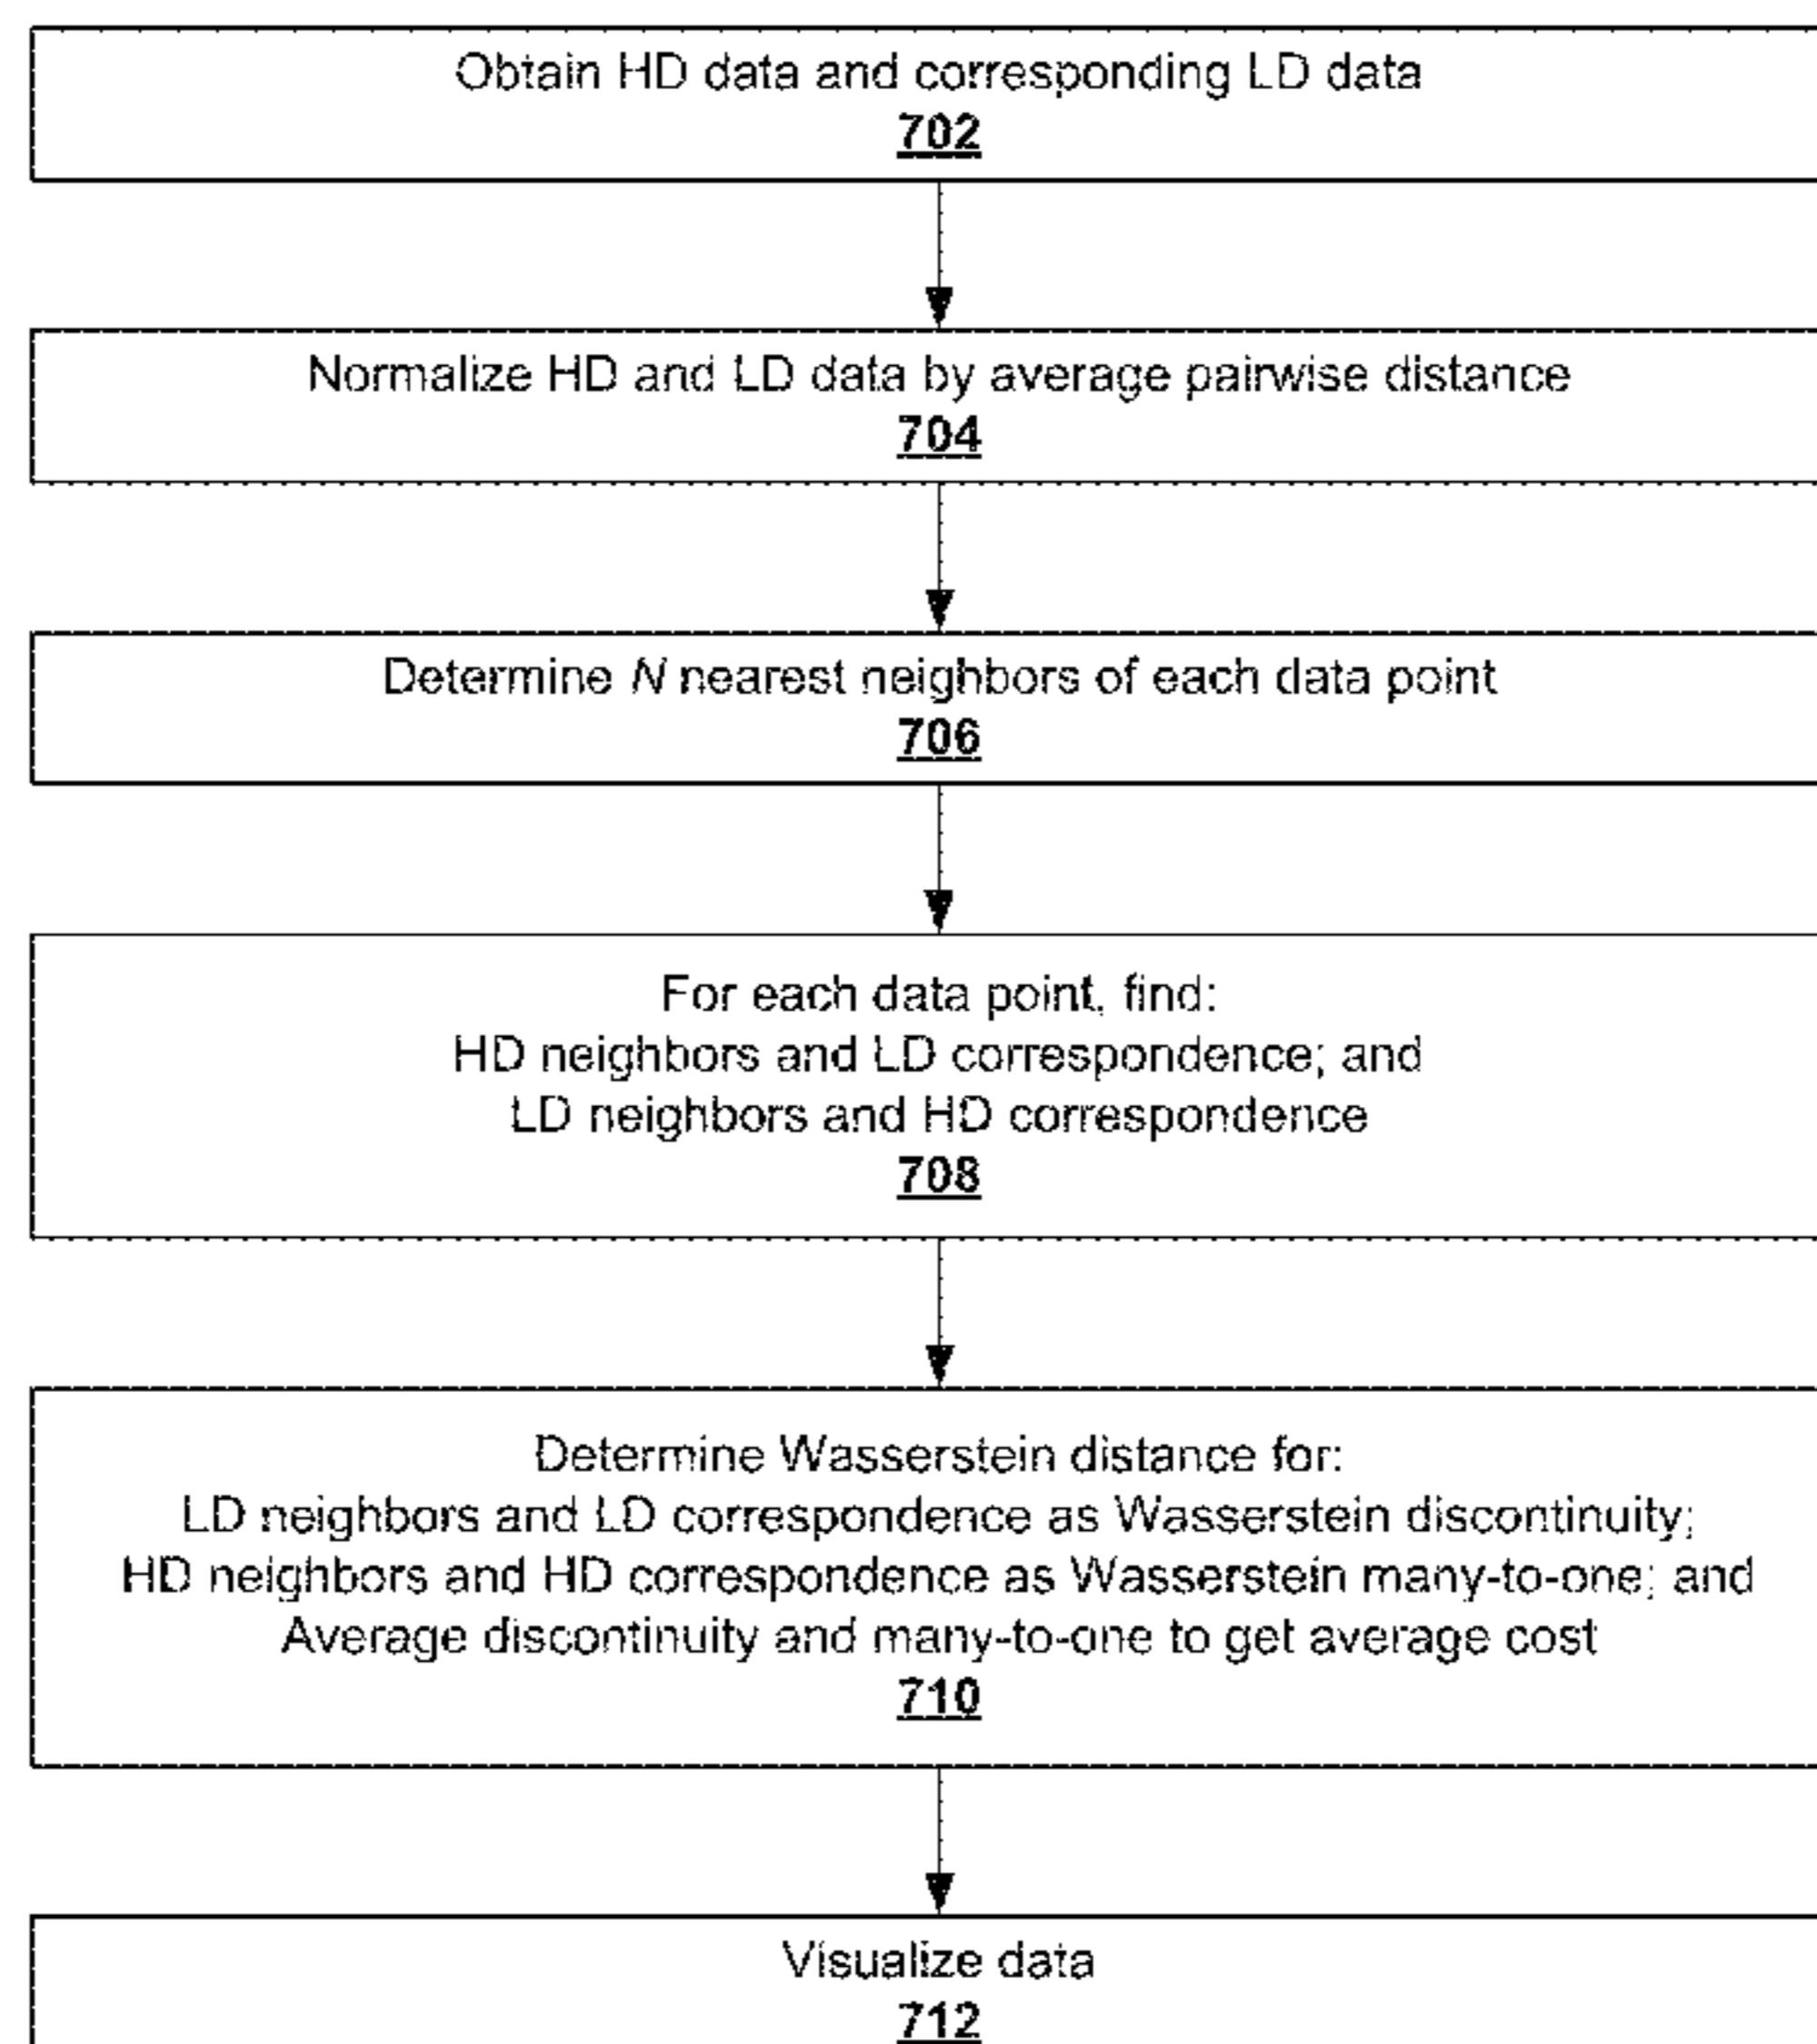 Obtain HD data and corresponding LD data
702
Normalize HD and LD data by average pairwise distance
704
Determine N nearest neighbors of each data point
706
For each data point, find:
HD neighbors and LD correspondence; and
LD neighbors and HD correspondence
708
Determine Wasserstein distance for:
LD neighbors and LD correspondence as Wasserstein discontinuity;
HD neighbors and HD correspondence as Wasserstein many-to-one; and
Average discontinuity and many-to-one to get average cost
710
Visualize data
712